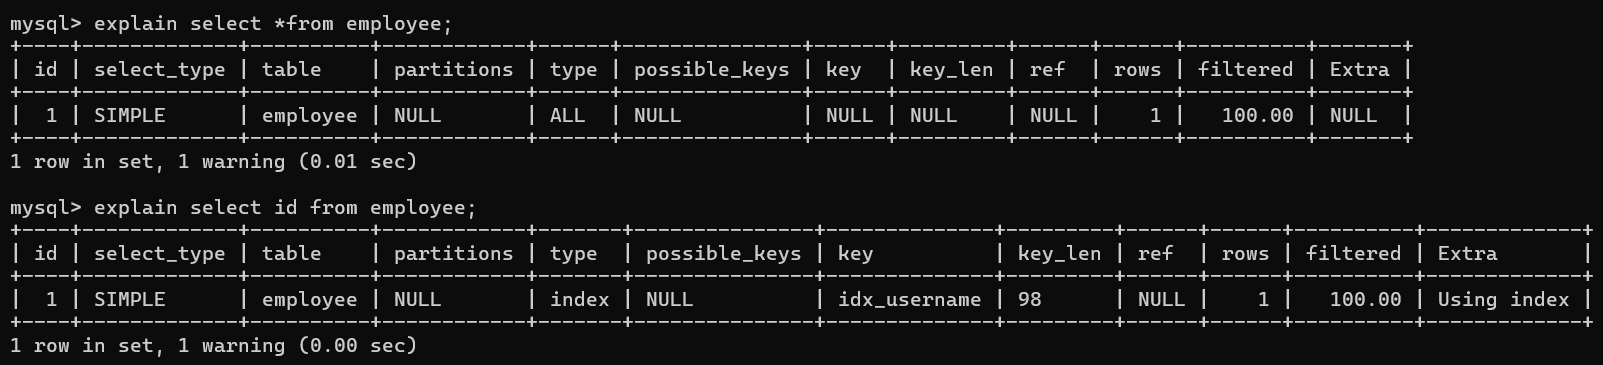 mysql> explain select *from employee;
+----+-------------+----------+------------+------+---------------+------+---------+------+------+----------+-------+
| id | select_type | table    | partitions | type | possible_keys | key  | key_len | ref  | rows | filtered | Extra |
+----+-------------+----------+------------+------+---------------+------+---------+------+------+----------+-------+
|  1 | SIMPLE      | employee | NULL       | ALL  | NULL          | NULL | NULL    | NULL |    1 |   100.00 | NULL  |
+----+-------------+----------+------------+------+---------------+------+---------+------+------+----------+-------+
1 row in set, 1 warning (0.01 sec)
mysql> explain select id from employee;
+----+-------------+----------+------------+-------+---------------+--------------+---------+------+------+----------+-------------+
| id | select_type | table    | partitions | type  | possible_keys | key          | key_len | ref  | rows | filtered | Extra       |
+----+-------------+----------+------------+-------+---------------+--------------+---------+------+------+----------+-------------+
|  1 | SIMPLE      | employee | NULL       | index | NULL          | idx_username | 98      | NULL |    1 |   100.00 | Using index |
+----+-------------+----------+------------+-------+---------------+--------------+---------+------+------+----------+-------------+
1 row in set, 1 warning (0.00 sec)